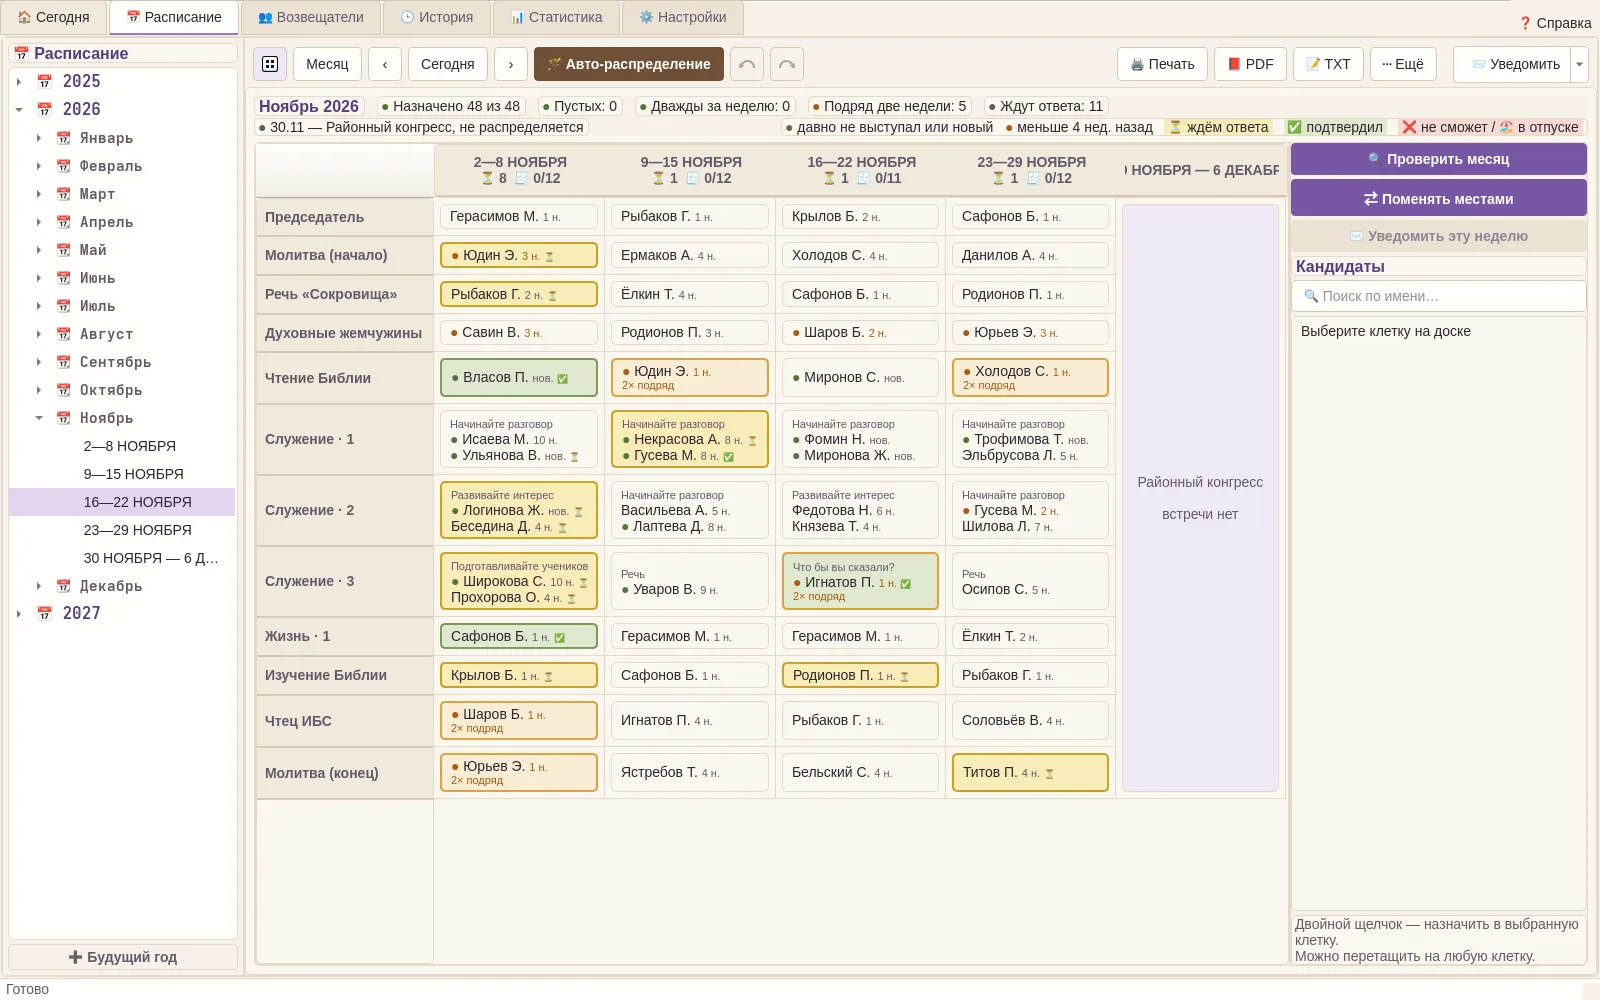 Сегодня
Расписание
Возвещатели
История
Статистика
Настройки
Справка
Расписание
2025
2026
Январь
Февраль
Март
Апрель
Май
Июнь
Июль
Август
Сентябрь
Октябрь
Ноябрь
2—8 НОЯБРЯ
9—15 НОЯБРЯ
16—22 НОЯБРЯ
23—29 НОЯБРЯ
30 НОЯБРЯ — 6 Д…
Декабрь
2027
Будущий год
Месяц ‹ Сегодня › Авто-распределение
Печать PDF TXT ··· Ещё Уведомить
Ноябрь 2026 ● Назначено 48 из 48 ● Пустых: 0 ● Дважды за неделю: 0 ● Подряд две недели: 5 ● Ждут ответа: 11
● 30.11 — Районный конгресс, не распределяется
● давно не выступал или новый ● меньше 4 нед. назад ⏳ ждём ответа ✅ подтвердил ❌ не сможет / 🏖 в отпуске
2—8 НОЯБРЯ
⏳ 8 🧾 0/12
9—15 НОЯБРЯ
⏳ 1 🧾 0/12
16—22 НОЯБРЯ
⏳ 1 🧾 0/11
23—29 НОЯБРЯ
⏳ 1 🧾 0/12
НОЯБРЯ — 6 ДЕКАБР
Председатель
Герасимов М. 1 н.
Рыбаков Г. 1 н.
Крылов Б. 2 н.
Сафонов Б. 1 н.
Молитва (начало)
● Юдин Э. 3 н. ⏳
Ермаков А. 4 н.
Холодов С. 4 н.
Данилов А. 4 н.
Речь «Сокровища»
Рыбаков Г. 2 н. ⏳
Ёлкин Т. 4 н.
Сафонов Б. 1 н.
Родионов П. 1 н.
Духовные жемчужины
● Савин В. 3 н.
Родионов П. 3 н.
● Шаров Б. 2 н.
● Юрьев Э. 3 н.
Чтение Библии
● Власов П. нов. ✅
● Юдин Э. 1 н.
2× подряд
● Миронов С. нов.
● Холодов С. 1 н.
2× подряд
Служение · 1
Начинайте разговор
● Исаева М. 10 н.
● Ульянова В. нов. ⏳
Начинайте разговор
● Некрасова А. 8 н. ⏳
● Гусева М. 8 н. ✅
Начинайте разговор
● Фомин Н. нов.
● Миронова Ж. нов.
Начинайте разговор
● Трофимова Т. нов.
Эльбрусова Л. 5 н.
Служение · 2
Развивайте интерес
● Логинова Ж. нов. ⏳
Беседина Д. 4 н. ⏳
Начинайте разговор
Васильева А. 5 н.
● Лаптева Д. 8 н.
Развивайте интерес
Федотова Н. 6 н.
Князева Т. 4 н.
Начинайте разговор
● Гусева М. 2 н.
Шилова Л. 7 н.
Служение · 3
Подготавливайте учеников
● Широкова С. 10 н. ⏳
Прохорова О. 4 н. ⏳
Речь
● Уваров В. 9 н.
Что бы вы сказали?
● Игнатов П. 1 н. ✅
2× подряд
Речь
Осипов С. 5 н.
Жизнь · 1
Сафонов Б. 1 н. ✅
Герасимов М. 1 н.
Герасимов М. 1 н.
Ёлкин Т. 2 н.
Изучение Библии
Крылов Б. 1 н. ⏳
Сафонов Б. 1 н.
Родионов П. 1 н. ⏳
Рыбаков Г. 1 н.
Чтец ИБС
● Шаров Б. 1 н.
2× подряд
Игнатов П. 4 н.
Рыбаков Г. 1 н.
Соловьёв В. 4 н.
Молитва (конец)
● Юрьев Э. 1 н.
2× подряд
Ястребов Т. 4 н.
Бельский С. 4 н.
Титов П. 4 н. ⏳
Районный конгресс
встречи нет
Проверить месяц
Поменять местами
Уведомить эту неделю
Кандидаты
Поиск по имени…
Выберите клетку на доске
Двойной щелчок — назначить в выбранную
клетку.
Можно перетащить на любую клетку.
Готово